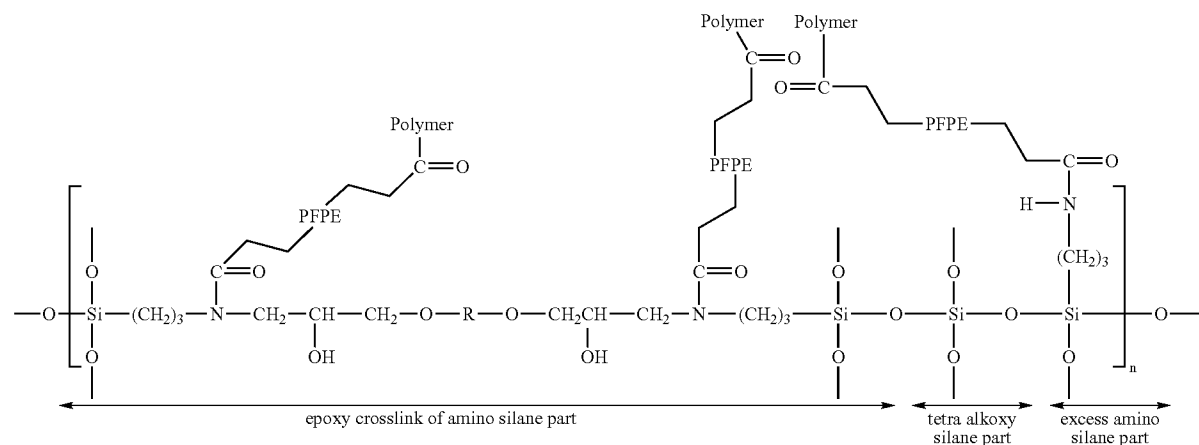 Polymer Polymer
C=O O=C
Polymer
PFPE
C=O PFPE
C=O
PFPE H—N
O O O (CH₂)₃
C=O C=O
—O—Si—(CH₂)₃—N—CH₂—CH—CH₂—O—R—O—CH₂CH—CH₂—N—(CH₂)₃—Si—O—Si—O—Si—O—
O OH OH O O O n
epoxy crosslink of amino silane part
tetra alkoxy
silane part
excess amino
silane part